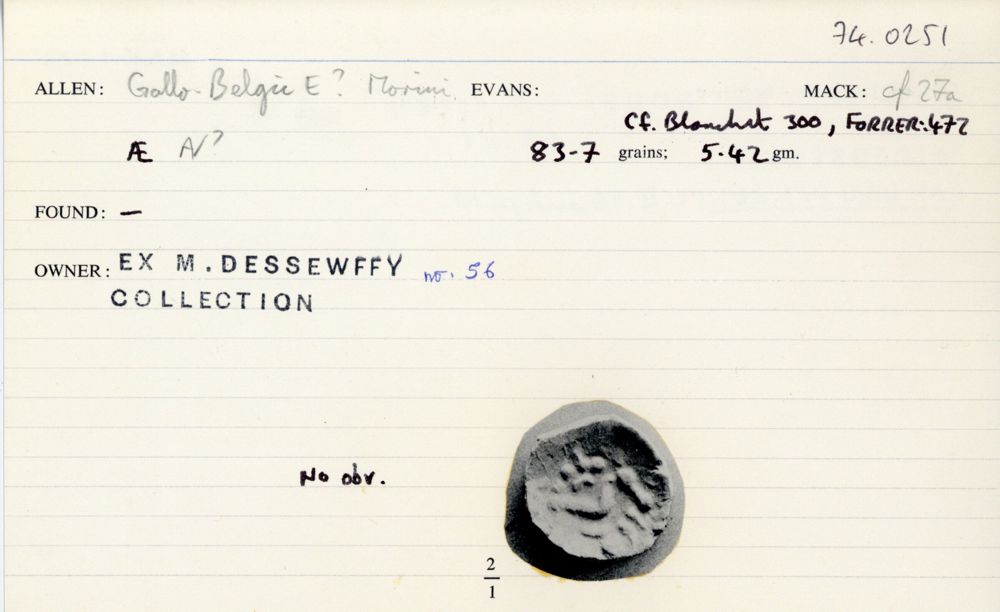 74.0251
ALLEN: Gallo-Belgic E? Morini EVANS: MACK: cf 27a
Cf. Blanchet 300, FORRER:472
Æ N? 83-7 grains; 5.42 gm.
FOUND: —
OWNER: EX M. DESSEWFFY no. 56
COLLECTION
No obv.
2
1